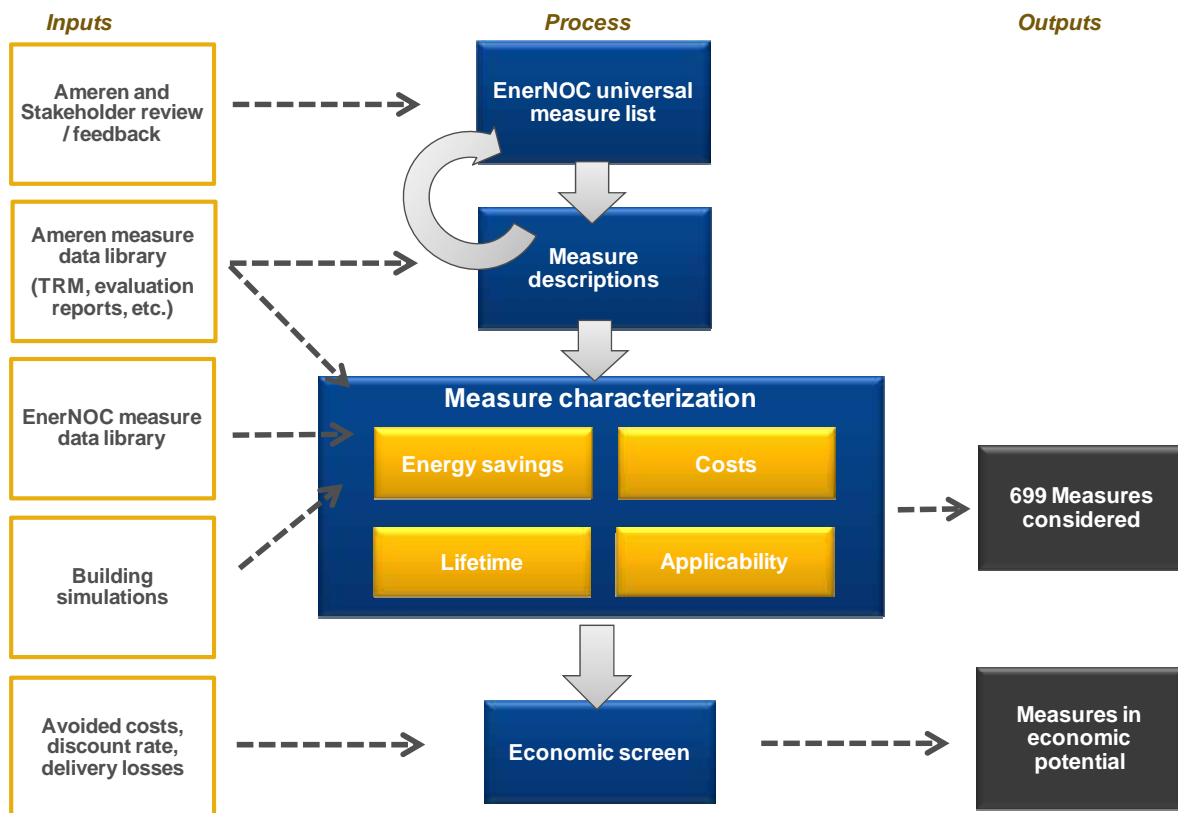 Inputs
Process
Outputs
Ameren and
Stakeholder review
/ feedback
EnerNOC universal
measure list
Ameren measure
data library
(TRM, evaluation
reports, etc.)
Measure
descriptions
EnerNOC measure
data library
Measure characterization
Energy savings
Costs
Lifetime
Applicability
699 Measures
considered
Building
simulations
Avoided costs,
discount rate,
delivery losses
Economic screen
Measures in
economic
potential